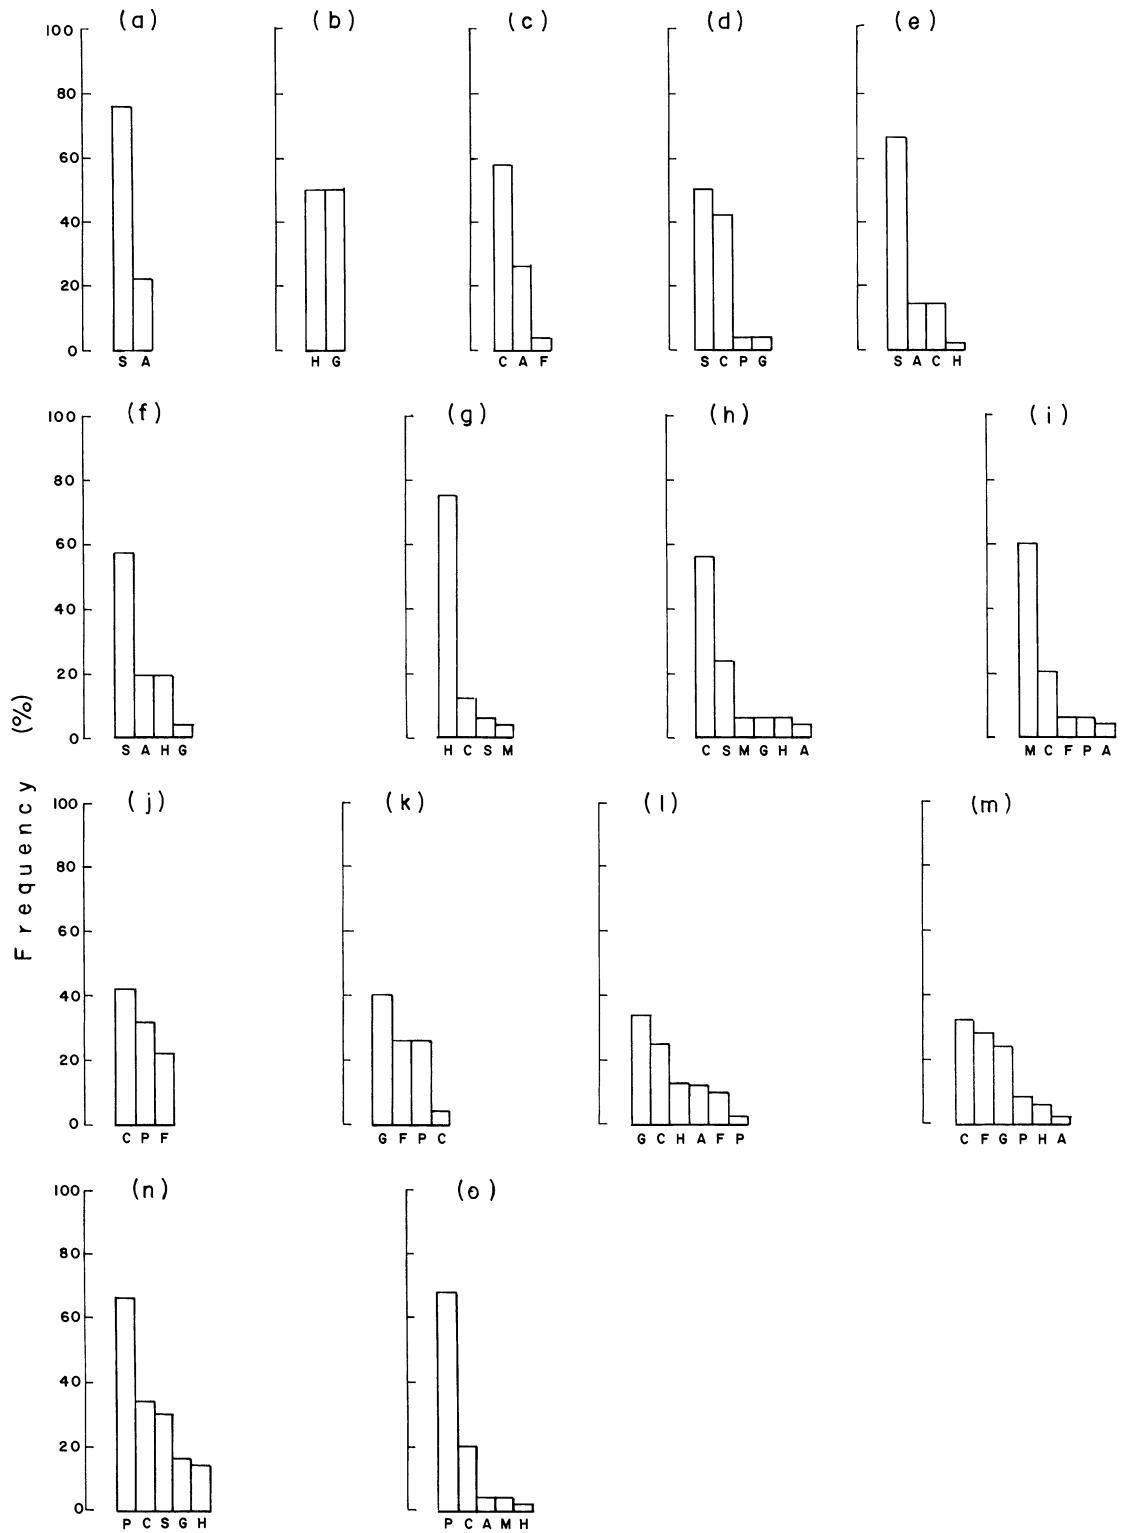 (a) (b) (c) (d) (e)
100
80
60
40
20
0
S A H G C A F S C P G S A C H
(f) (g) (h) (i)
100
80
60
40
20
0
S A H G H C S M C S M G H A M C F P A
Frequency (%)
(j) (k) (l) (m)
100
80
60
40
20
0
C P F G F P C G C H A F P C F G P H A
(n) (o)
100
80
60
40
20
0
P C S G H P C A M H